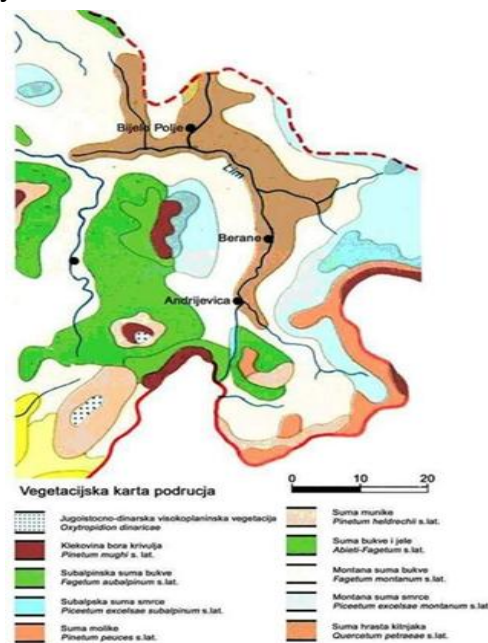 Bijelo Polje
Lim
Berane
Andrijevica
Vegetacijska karta podrucja
0 10 20
Jugoistocno-dinarska visokoplaninska vegetacija
Oxytropidion dinaricae
Klekovina bora krivulja
Pinetum mughi s.lat.
Subalpinska suma bukve
Fagetum aubalpinum s.lat.
Subalpska suma smrce
Piceetum excelsae aubalpinum s.lat.
Suma molike
Pinetum peuces s.lat.
Suma munike
Pinetum heldrechii s.lat.
Suma bukve i jele
Abieti-Fagetum s.lat.
Montana suma bukve
Fagetum montanum s.lat.
Montana suma smrce
Piceetum excelsae montanum s.lat.
Suma hrasta kitnjaka
Quercetum petraeae s.lat.